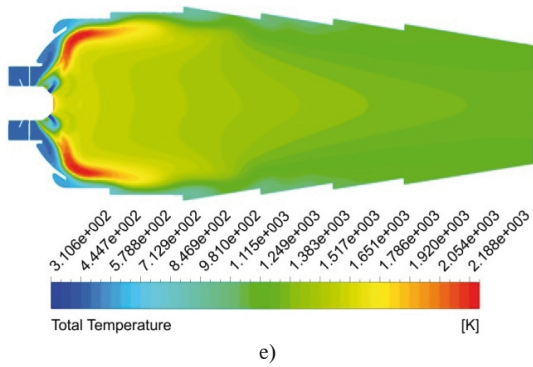 3.106e+002
4.447e+002
5.788e+002
7.129e+002
8.469e+002
9.810e+002
1.115e+003
1.249e+003
1.383e+003
1.517e+003
1.651e+003
1.786e+003
1.920e+003
2.054e+003
2.188e+003
Total Temperature [K]
e)